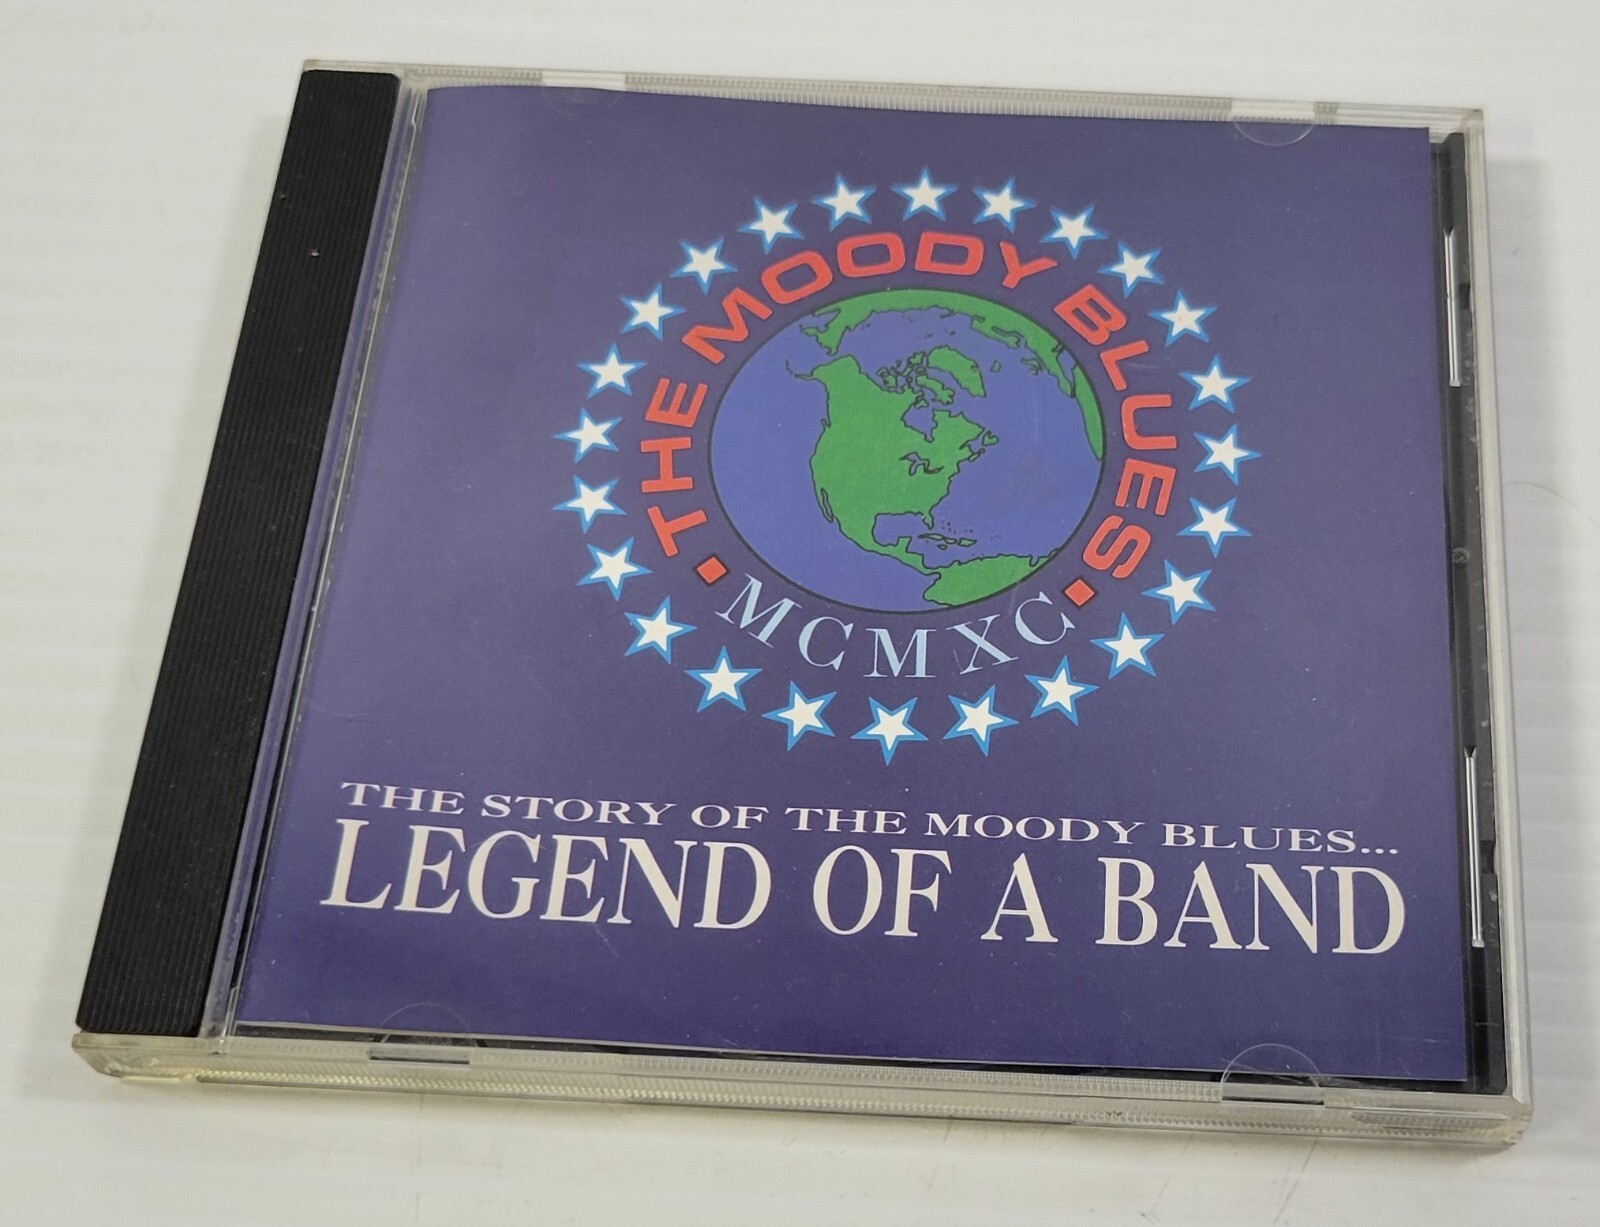 THE MOODY BLUES
MCMXC
THE STORY OF THE MOODY BLUES...
LEGEND OF A BAND